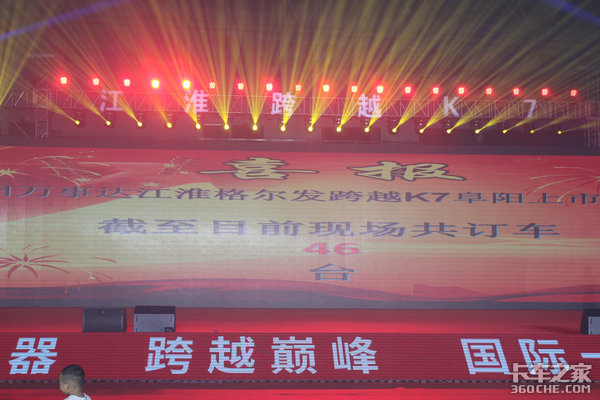 江淮跨越K7
喜报
州万事达江淮格尔发跨越K7阜阳上市
截至目前现场共订车
46
台
器 跨越巅峰 国际一
卡车之家
360che.com